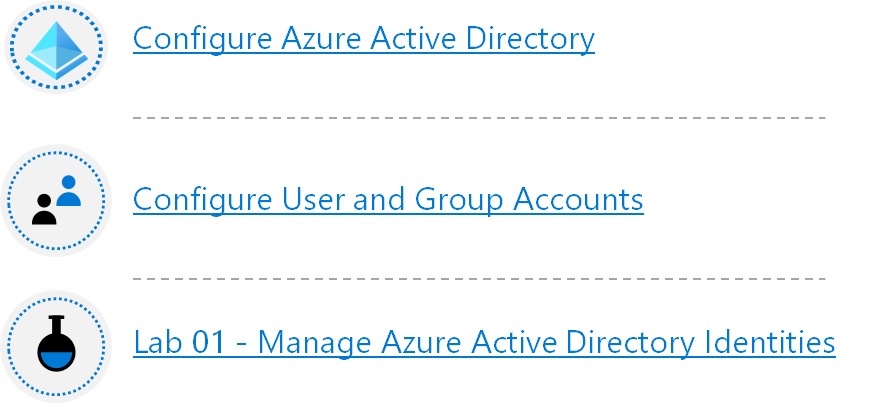 Configure Azure Active Directory
Configure User and Group Accounts
Lab 01 - Manage Azure Active Directory Identities